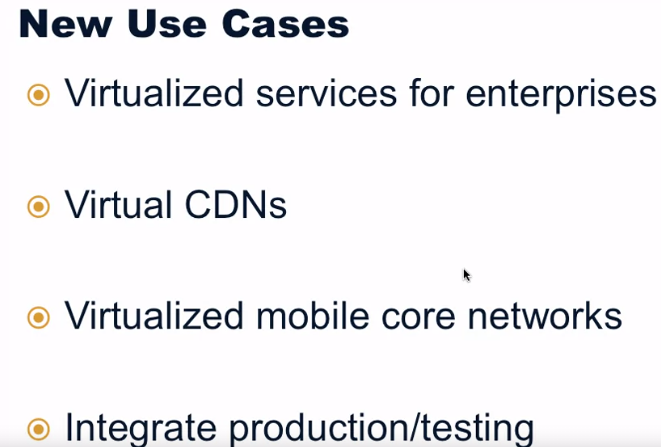 New Use Cases
Virtualized services for enterprises
Virtual CDNs
Virtualized mobile core networks
Integrate production/testing